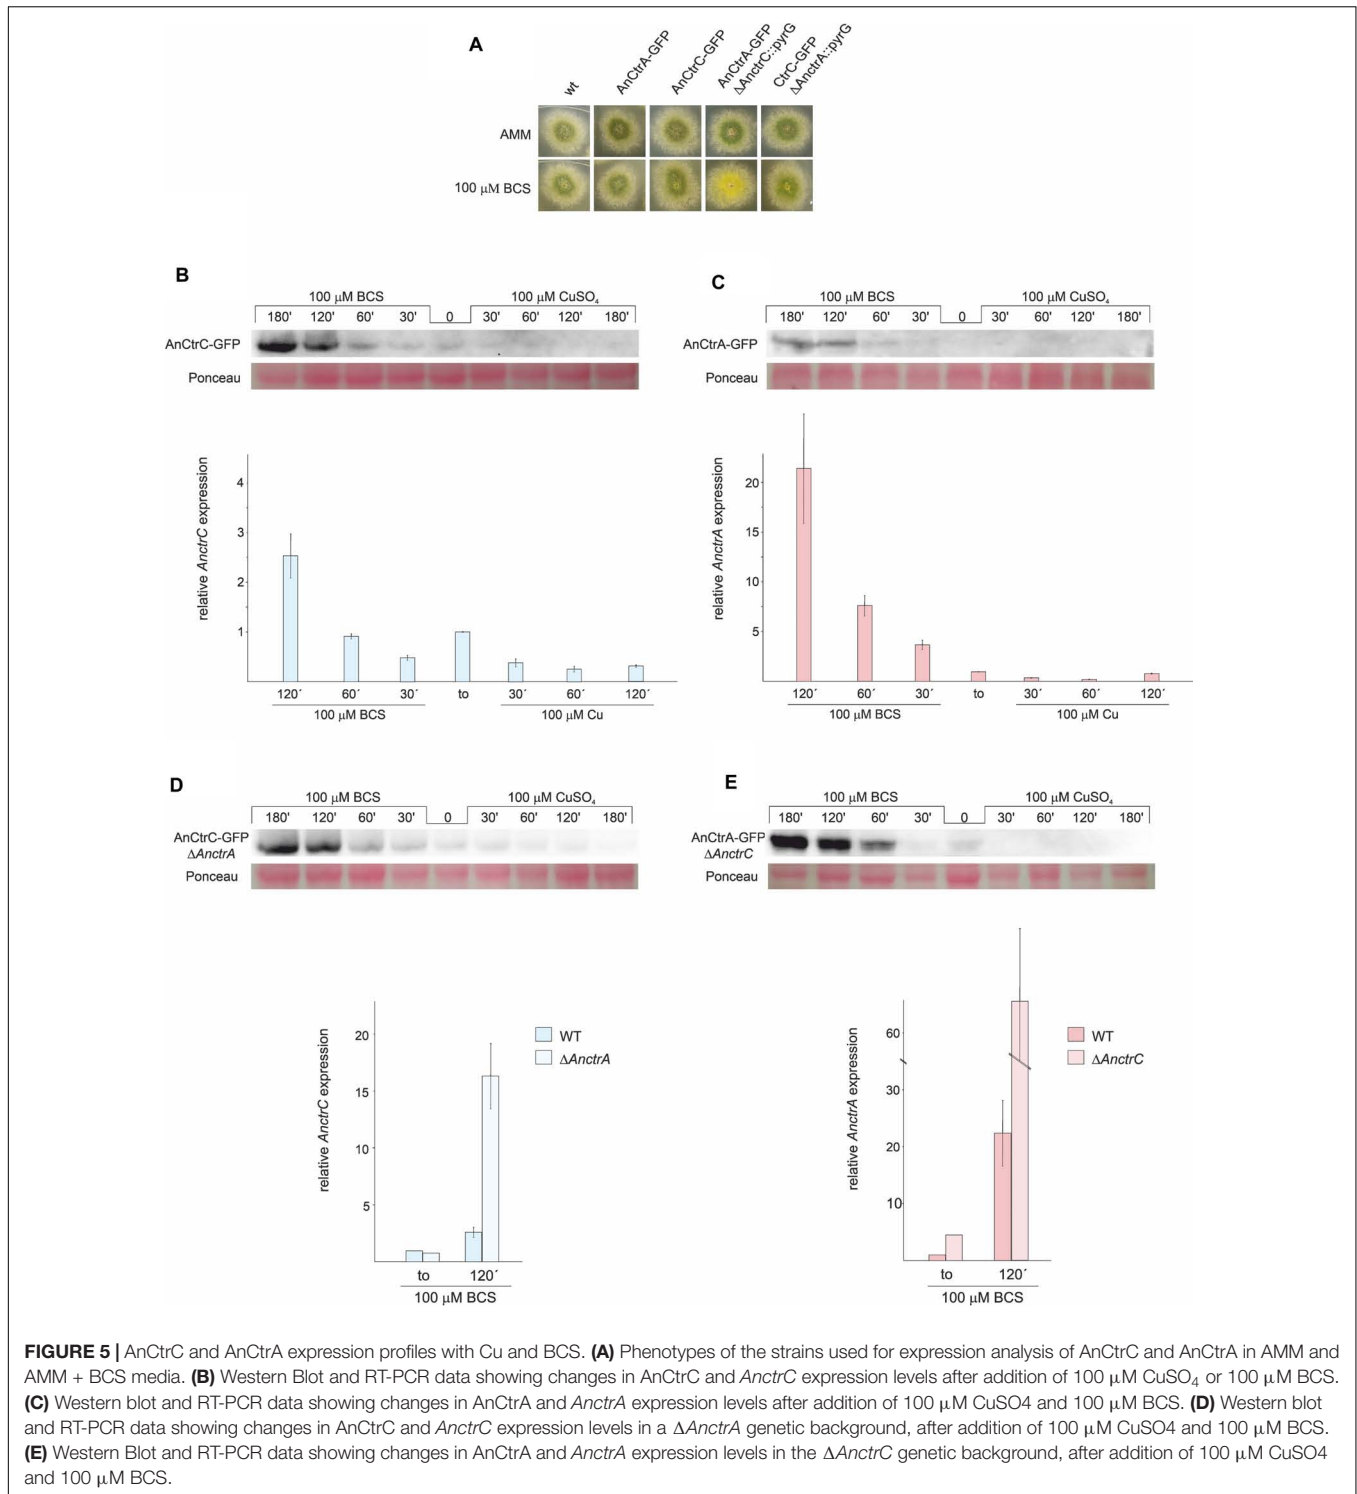 A
wt
AnCtrA-GFP
AnCtrC-GFP
AnCtrA-GFP
ΔAnctrC::pyrG
CtrC-GFP
ΔAnctrA::pyrG
AMM
100 μM BCS
B
100 μM BCS
100 μM CuSO₄
180' 120' 60' 30' 0 30' 60' 120' 180'
AnCtrC-GFP
Ponceau
relative AnctrC expression
4
3
2
1
120´ 60´ 30´ to 30´ 60´ 120´
100 μM BCS
100 μM Cu
C
100 μM BCS
100 μM CuSO₄
180' 120' 60' 30' 0 30' 60' 120' 180'
AnCtrA-GFP
Ponceau
relative AnctrA expression
20
15
10
5
120´ 60´ 30´ to 30´ 60´ 120´
100 μM BCS
100 μM Cu
D
100 μM BCS
100 μM CuSO₄
180' 120' 60' 30' 0 30' 60' 120' 180'
AnCtrC-GFP
ΔAnctrA
Ponceau
relative AnctrC expression
20
15
10
5
WT
ΔAnctrA
to 120´
100 μM BCS
E
100 μM BCS
100 μM CuSO₄
180' 120' 60' 30' 0 30' 60' 120' 180'
AnCtrA-GFP
ΔAnctrC
Ponceau
relative AnctrA expression
60
30
20
10
WT
ΔAnctrC
to 120´
100 μM BCS
FIGURE 5 | AnCtrC and AnCtrA expression profiles with Cu and BCS. (A) Phenotypes of the strains used for expression analysis of AnCtrC and AnCtrA in AMM and
AMM + BCS media. (B) Western Blot and RT-PCR data showing changes in AnCtrC and AnctrC expression levels after addition of 100 μM CuSO₄ or 100 μM BCS.
(C) Western blot and RT-PCR data showing changes in AnCtrA and AnctrA expression levels after addition of 100 μM CuSO4 and 100 μM BCS. (D) Western blot
and RT-PCR data showing changes in AnCtrC and AnctrC expression levels in a ΔAnctrA genetic background, after addition of 100 μM CuSO4 and 100 μM BCS.
(E) Western Blot and RT-PCR data showing changes in AnCtrA and AnctrA expression levels in the ΔAnctrC genetic background, after addition of 100 μM CuSO4
and 100 μM BCS.